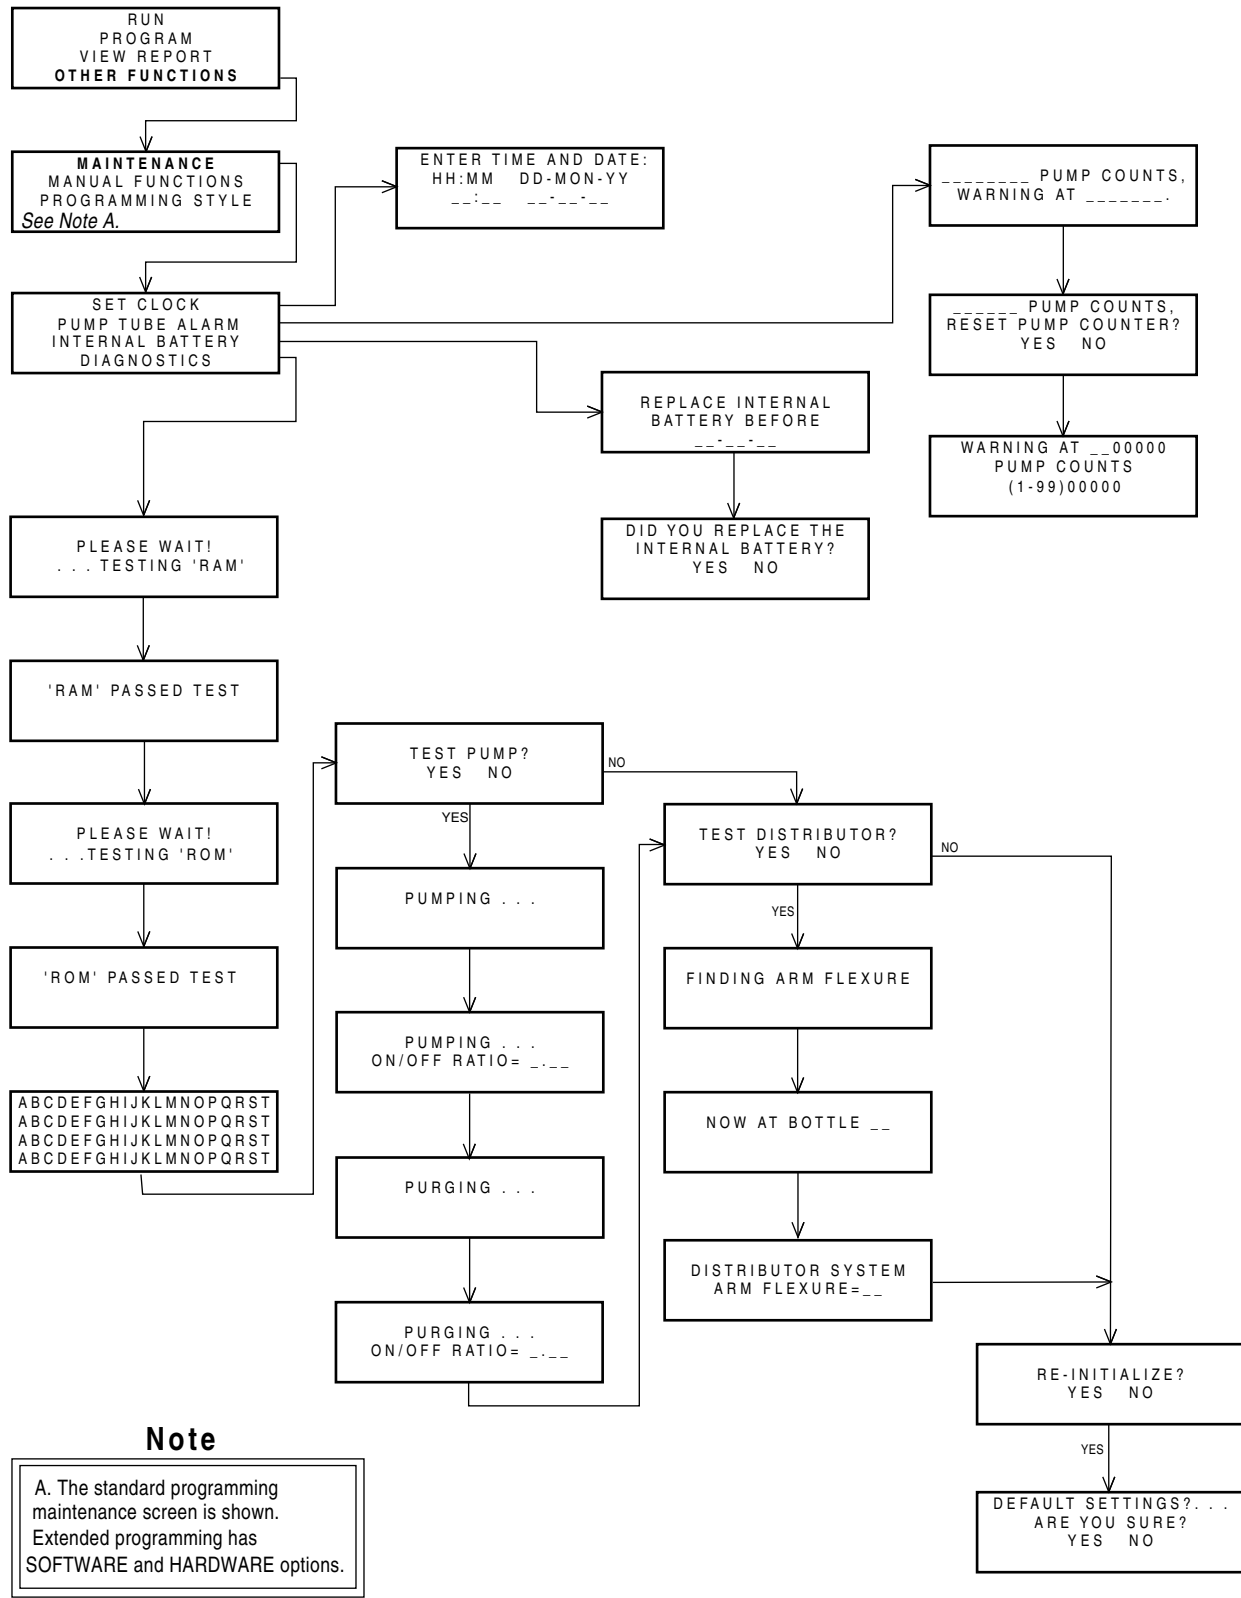 RUN
PROGRAM
VIEW REPORT
OTHER FUNCTIONS
MAINTENANCE
MANUAL FUNCTIONS
PROGRAMMING STYLE
See Note A.
SET CLOCK
PUMP TUBE ALARM
INTERNAL BATTERY
DIAGNOSTICS
ENTER TIME AND DATE:
HH:MM DD-MON-YY
__:__ __-__-__
________ PUMP COUNTS,
WARNING AT _______.
______ PUMP COUNTS,
RESET PUMP COUNTER?
YES NO
WARNING AT __00000
PUMP COUNTS
(1-99)00000
REPLACE INTERNAL
BATTERY BEFORE
__-__-__
DID YOU REPLACE THE
INTERNAL BATTERY?
YES NO
PLEASE WAIT!
. . . TESTING 'RAM'
'RAM' PASSED TEST
PLEASE WAIT!
. . .TESTING 'ROM'
'ROM' PASSED TEST
ABCDEFGHIJKLMNOPQRST
ABCDEFGHIJKLMNOPQRST
ABCDEFGHIJKLMNOPQRST
ABCDEFGHIJKLMNOPQRST
TEST PUMP?
YES NO
NO
YES
PUMPING . . .
PUMPING . . .
ON/OFF RATIO= _.__
PURGING . . .
PURGING . . .
ON/OFF RATIO= _.__
TEST DISTRIBUTOR?
YES NO
NO
YES
FINDING ARM FLEXURE
NOW AT BOTTLE __
DISTRIBUTOR SYSTEM
ARM FLEXURE=__
RE-INITIALIZE?
YES NO
YES
DEFAULT SETTINGS?. . .
ARE YOU SURE?
YES NO
Note
A. The standard programming
maintenance screen is shown.
Extended programming has
SOFTWARE and HARDWARE options.